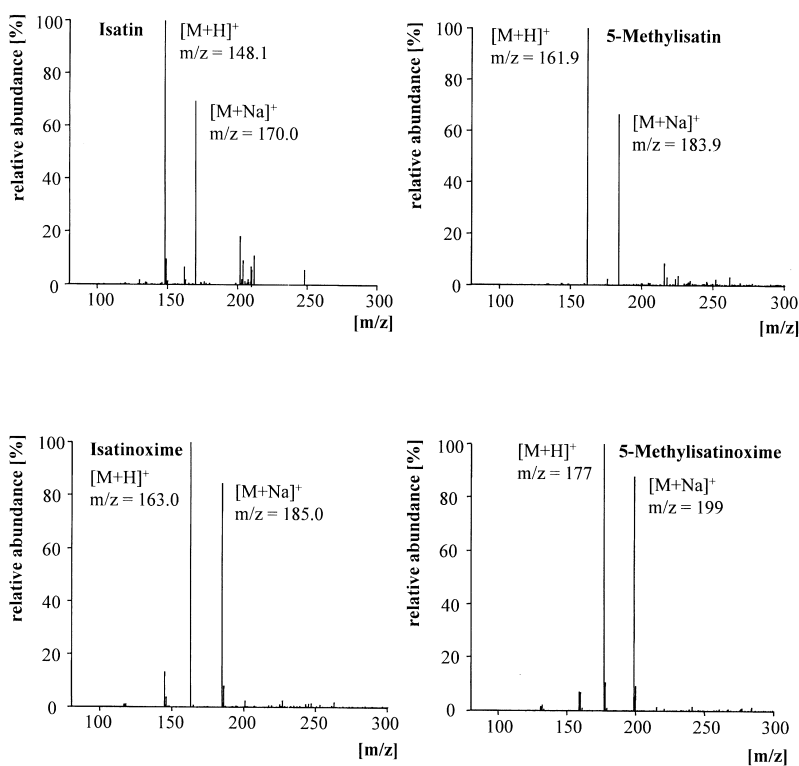 Isatin
[M+H]+
m/z = 148.1
[M+Na]+
m/z = 170.0
relative abundance [%]
100
80
60
40
20
0
100 150 200 250 300
[m/z]
5-Methylisatin
[M+H]+
m/z = 161.9
[M+Na]+
m/z = 183.9
relative abundance [%]
100
80
60
40
20
0
100 150 200 250 300
[m/z]
Isatinoxime
[M+H]+
m/z = 163.0
[M+Na]+
m/z = 185.0
relative abundance [%]
100
80
60
40
20
0
100 150 200 250 300
[m/z]
5-Methylisatinoxime
[M+H]+
m/z = 177
[M+Na]+
m/z = 199
relative abundance [%]
100
80
60
40
20
0
100 150 200 250 300
[m/z]